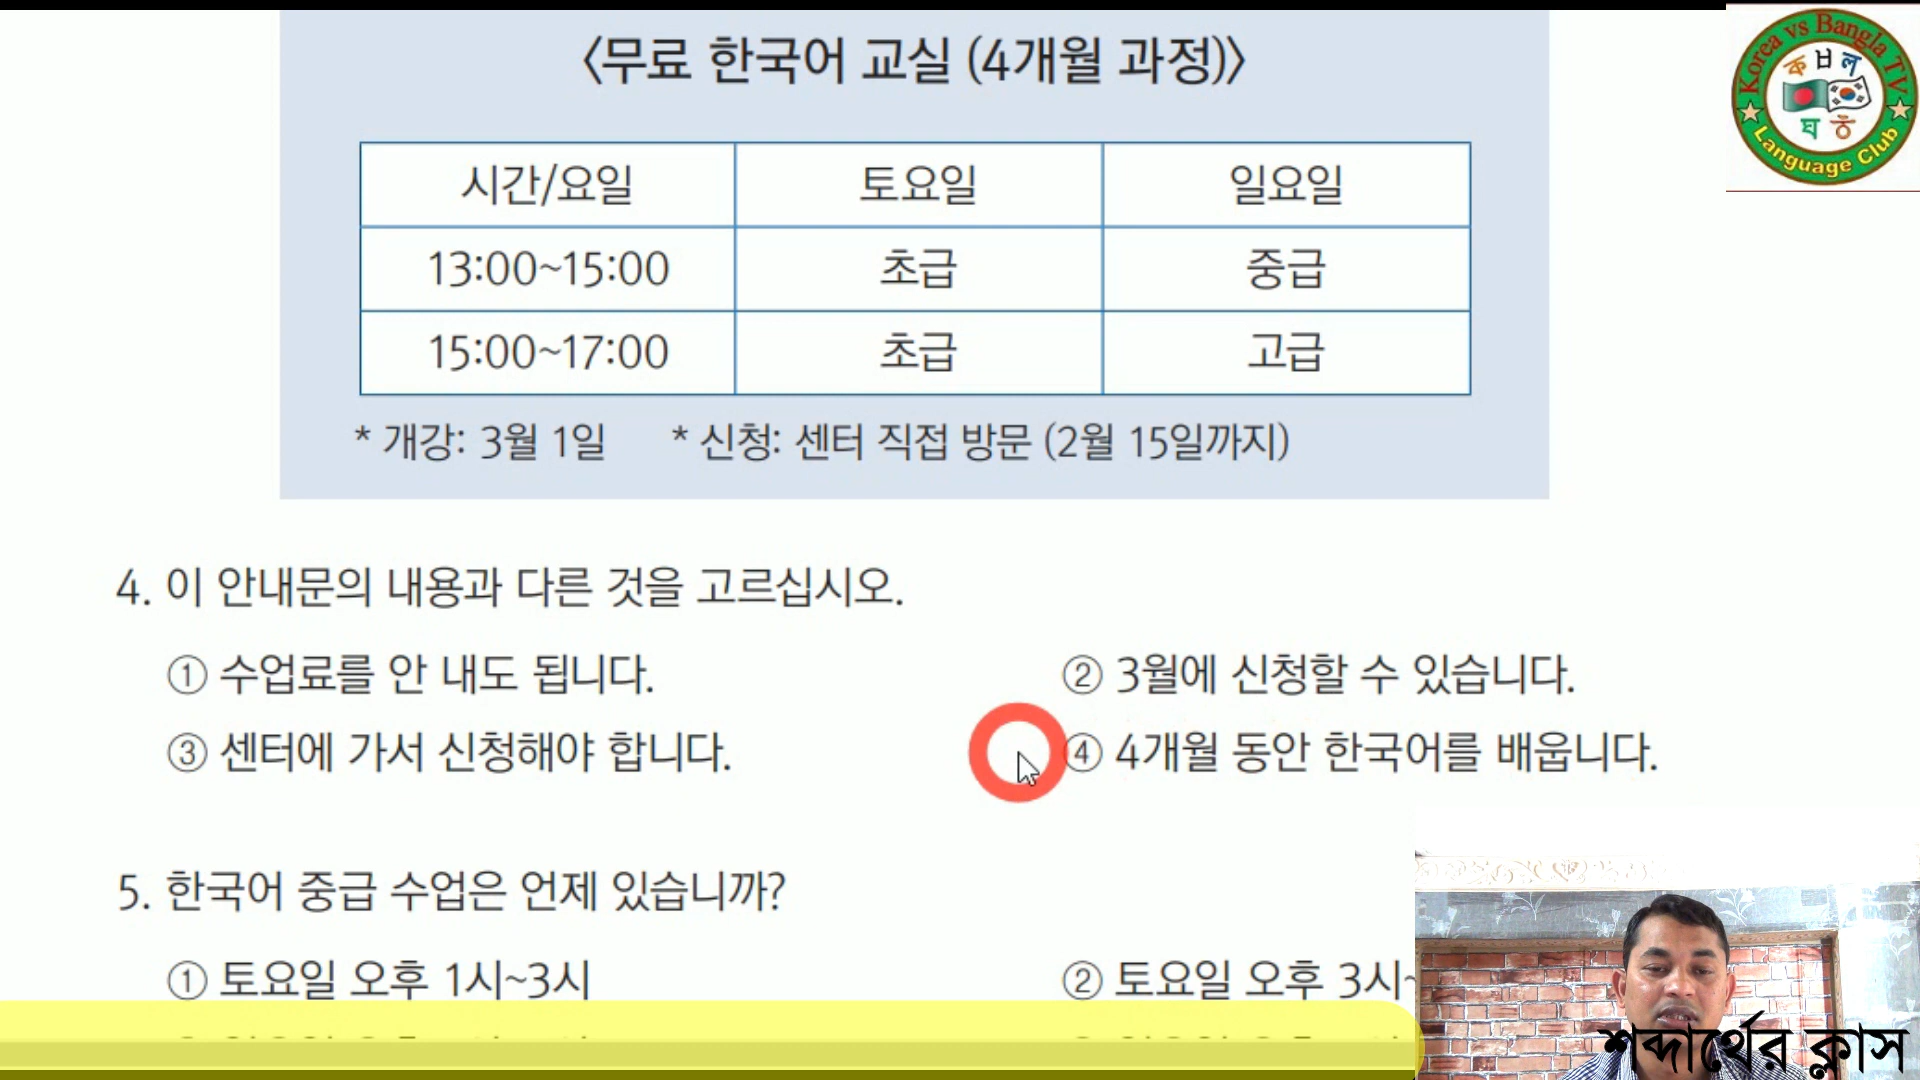 〈무료 한국어 교실 (4개월 과정)〉
시간/요일 토요일 일요일
13:00~15:00 초급 중급
15:00~17:00 초급 고급
* 개강: 3월 1일 * 신청: 센터 직접 방문 (2월 15일까지)
4. 이 안내문의 내용과 다른 것을 고르십시오.
① 수업료를 안 내도 됩니다. ② 3월에 신청할 수 있습니다.
③ 센터에 가서 신청해야 합니다. ④ 4개월 동안 한국어를 배웁니다.
5. 한국어 중급 수업은 언제 있습니까?
① 토요일 오후 1시~3시 ② 토요일 오후 3시~
Korea vs Bangla TV
ক ㅂ ল
ঘ ㅎ
Language Club
শব্দার্থের ক্লাস